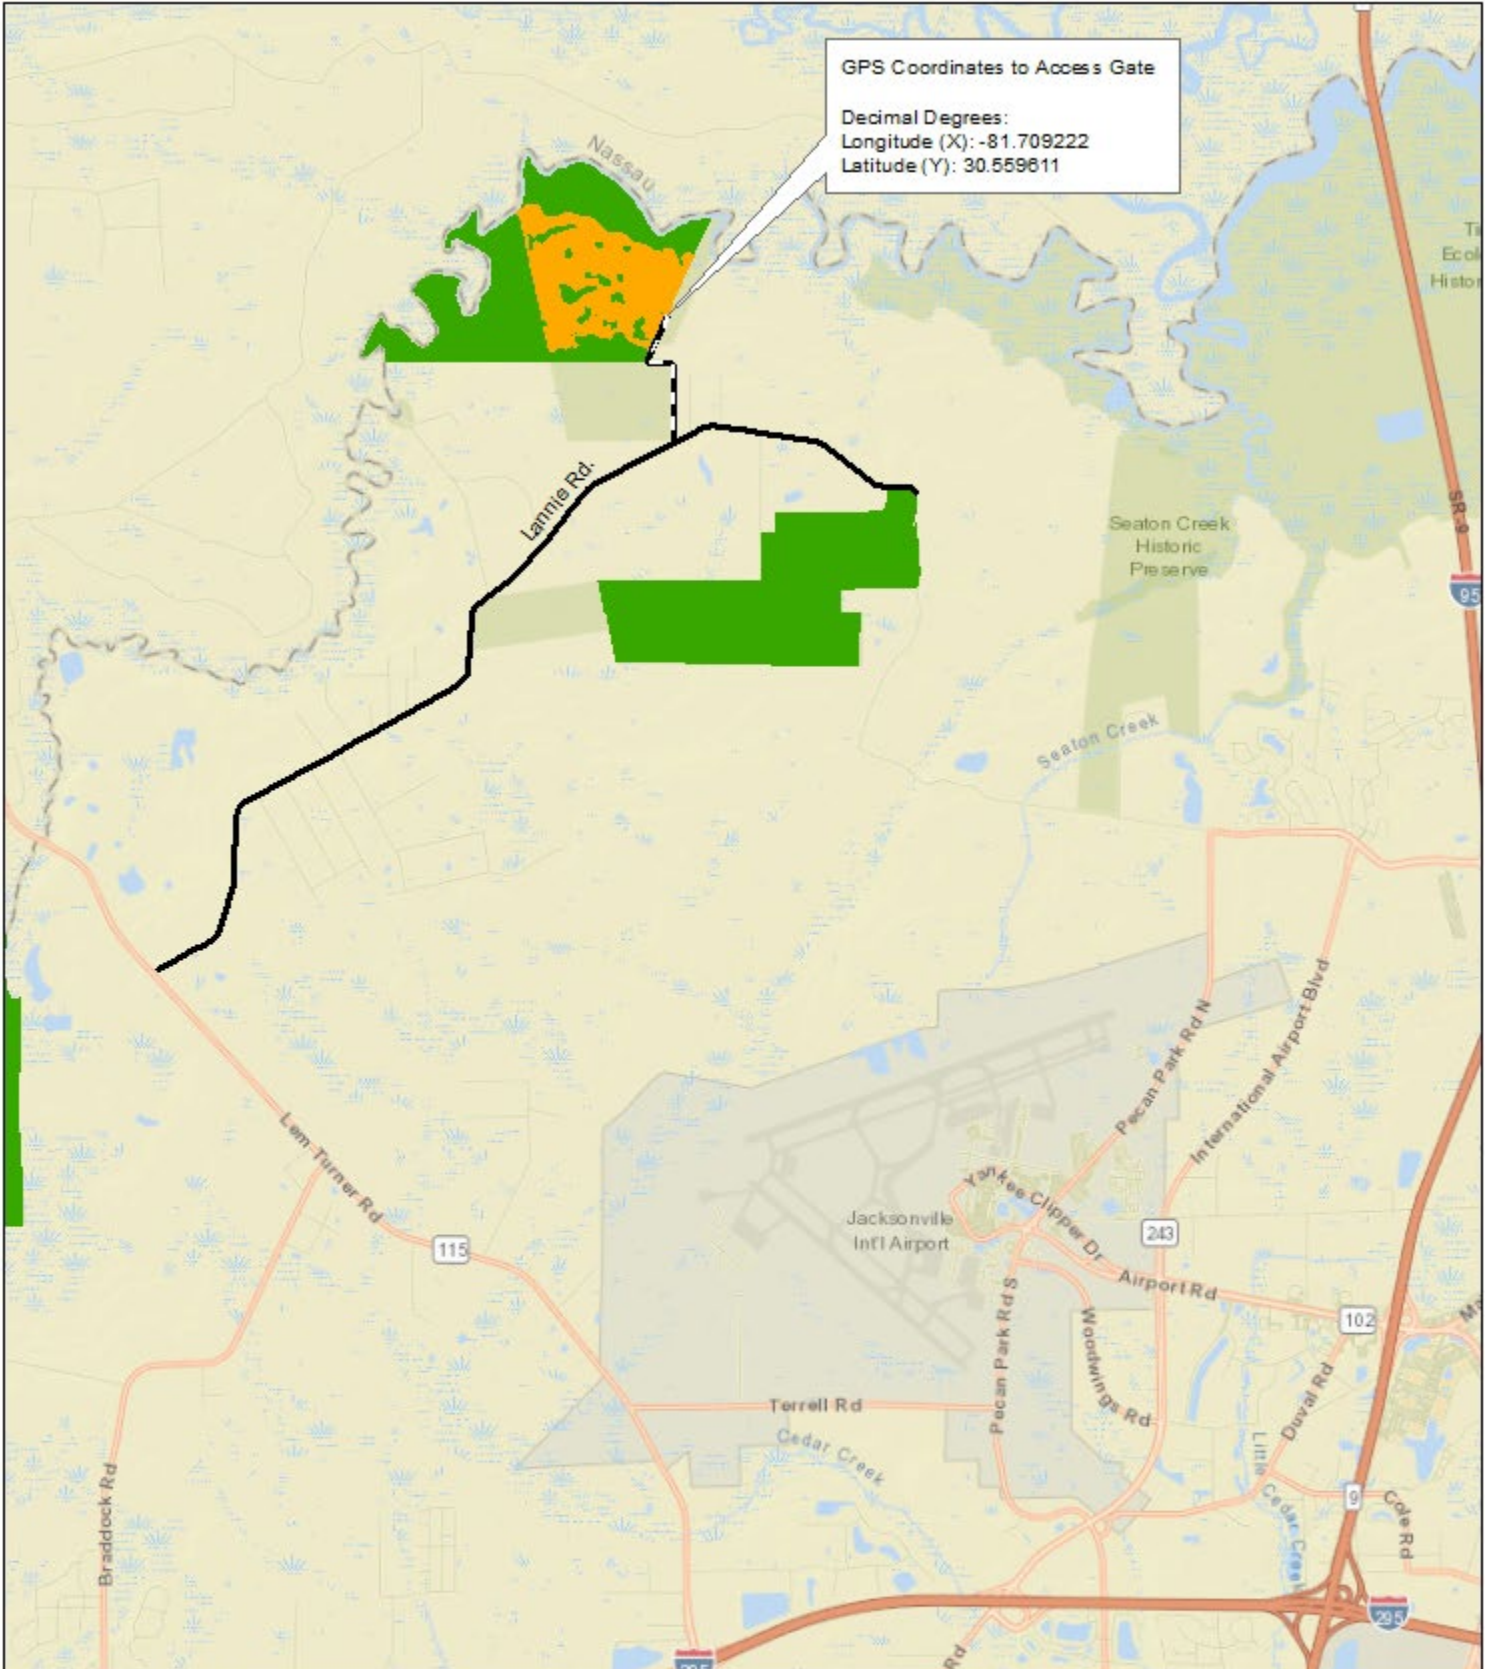 GPS Coordinates to Access Gate
Decimal Degrees:
Longitude (X): -81.709222
Latitude (Y): 30.559611
Nassau
Lannie Rd.
SR-9
95
Seaton Creek
Historic
Preserve
Seaton Creek
Pecan Park Rd N
International Airport Blvd
Lem Turner Rd
115
Yankee Clipper Dr
Jacksonville
Int'l Airport
243
Airport Rd
102
Pecan Park Rd S
Woodwings Rd
Duval Rd
Terrell Rd
Cedar Creek
Little Cedar Creek
9
Cole Rd
Braddock Rd
295
Rd